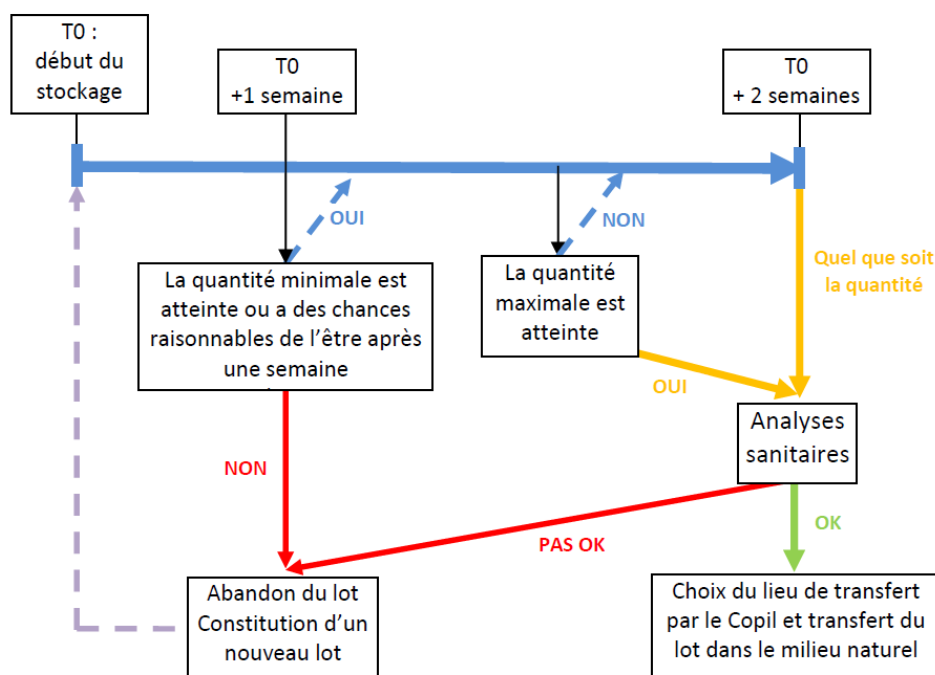 T0 :
début du
stockage
T0
+1 semaine
T0
+ 2 semaines
OUI
NON
Quel que soit
la quantité
La quantité minimale est
atteinte ou a des chances
raisonnables de l'être après
une semaine
La quantité
maximale est
atteinte
OUI
Analyses
sanitaires
NON
PAS OK
OK
Abandon du lot
Constitution d'un
nouveau lot
Choix du lieu de transfert
par le Copil et transfert du
lot dans le milieu naturel